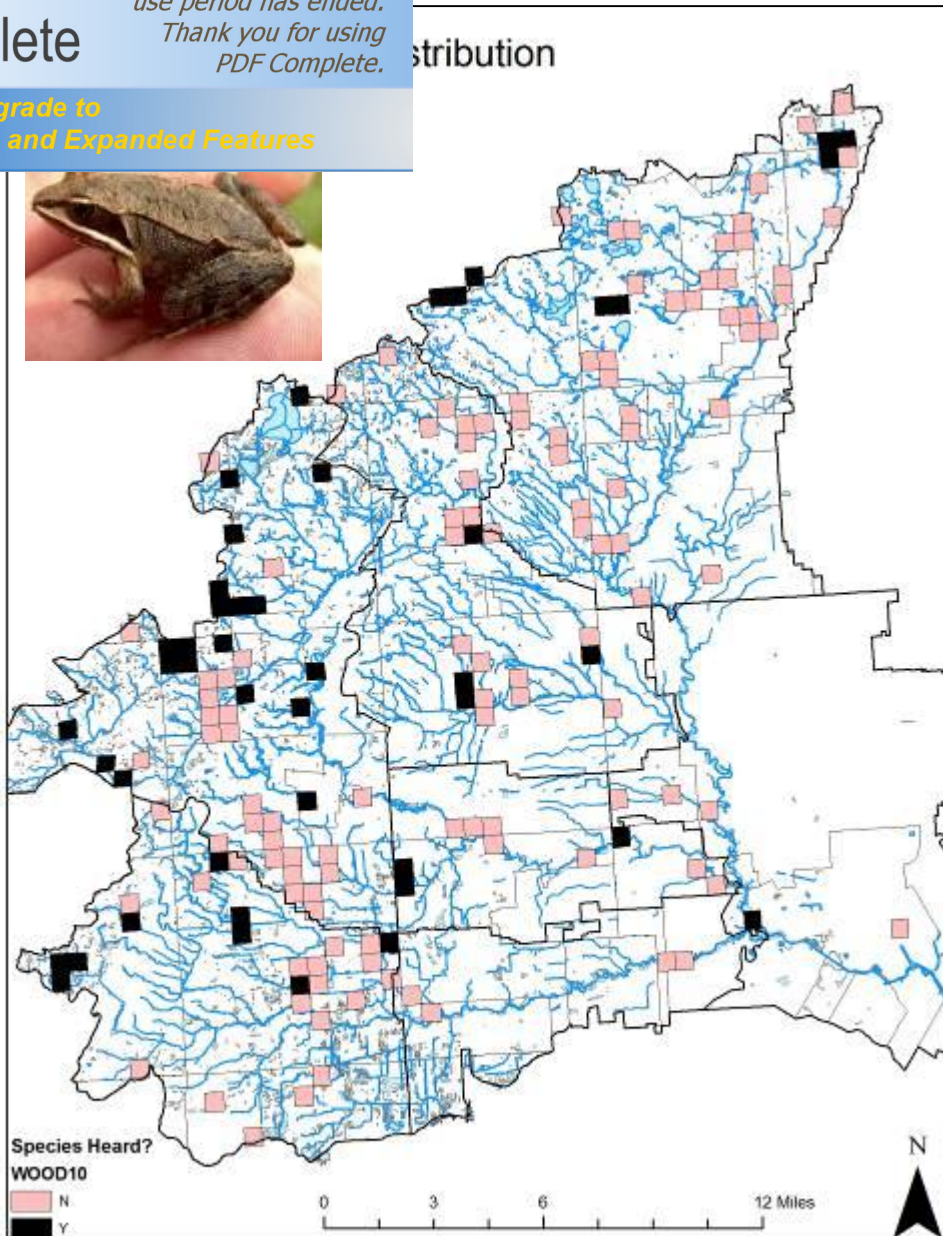 use period has ended.
Thank you for using
PDF Complete.
lete
grade to
and Expanded Features
stribution
Species Heard?
WOOD10
N
Y
0 3 6 12 Miles
N